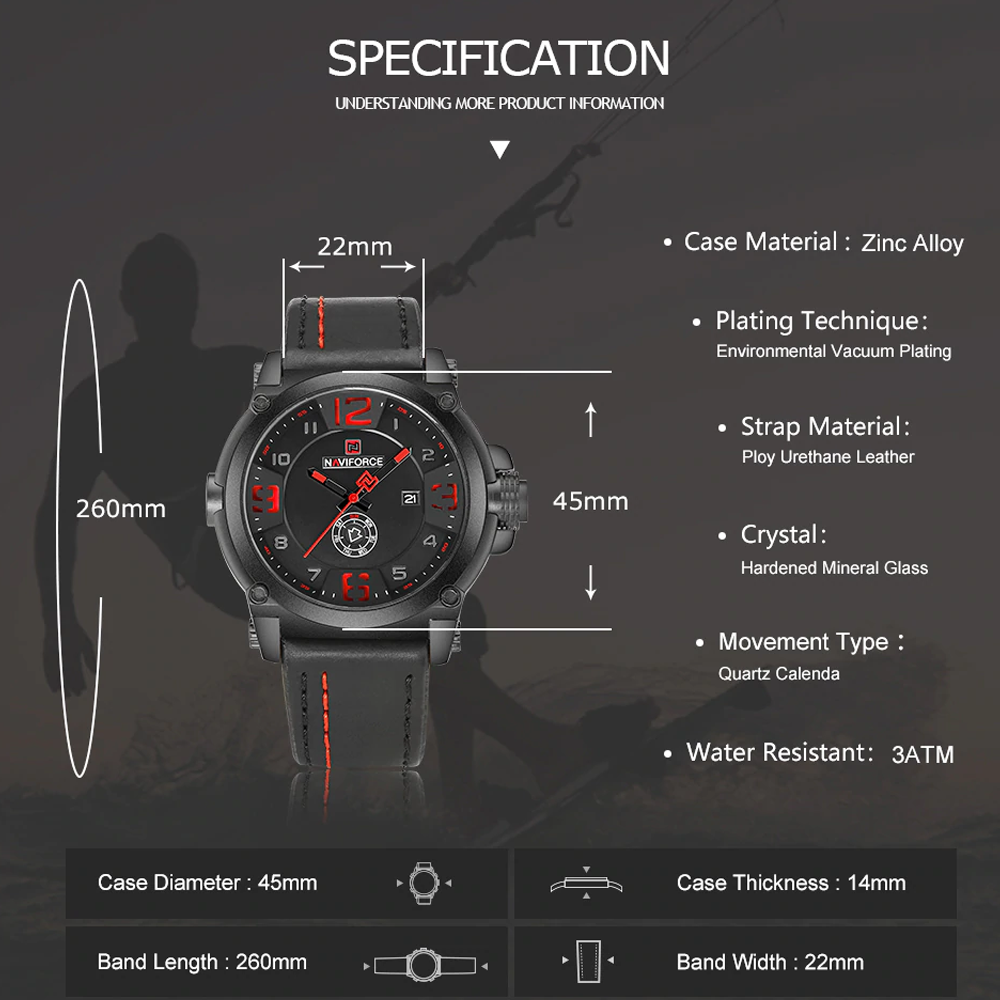 SPECIFICATION
UNDERSTANDING MORE PRODUCT INFORMATION
22mm
• Case Material : Zinc Alloy
• Plating Technique:
Environmental Vacuum Plating
• Strap Material:
Ploy Urethane Leather
260mm
45mm
• Crystal:
Hardened Mineral Glass
• Movement Type :
Quartz Calenda
• Water Resistant: 3ATM
12
11
1
10
NAVIFORCE
2
9
21
3
8
4
7
5
6
Case Diameter : 45mm
Case Thickness : 14mm
Band Length : 260mm
Band Width : 22mm